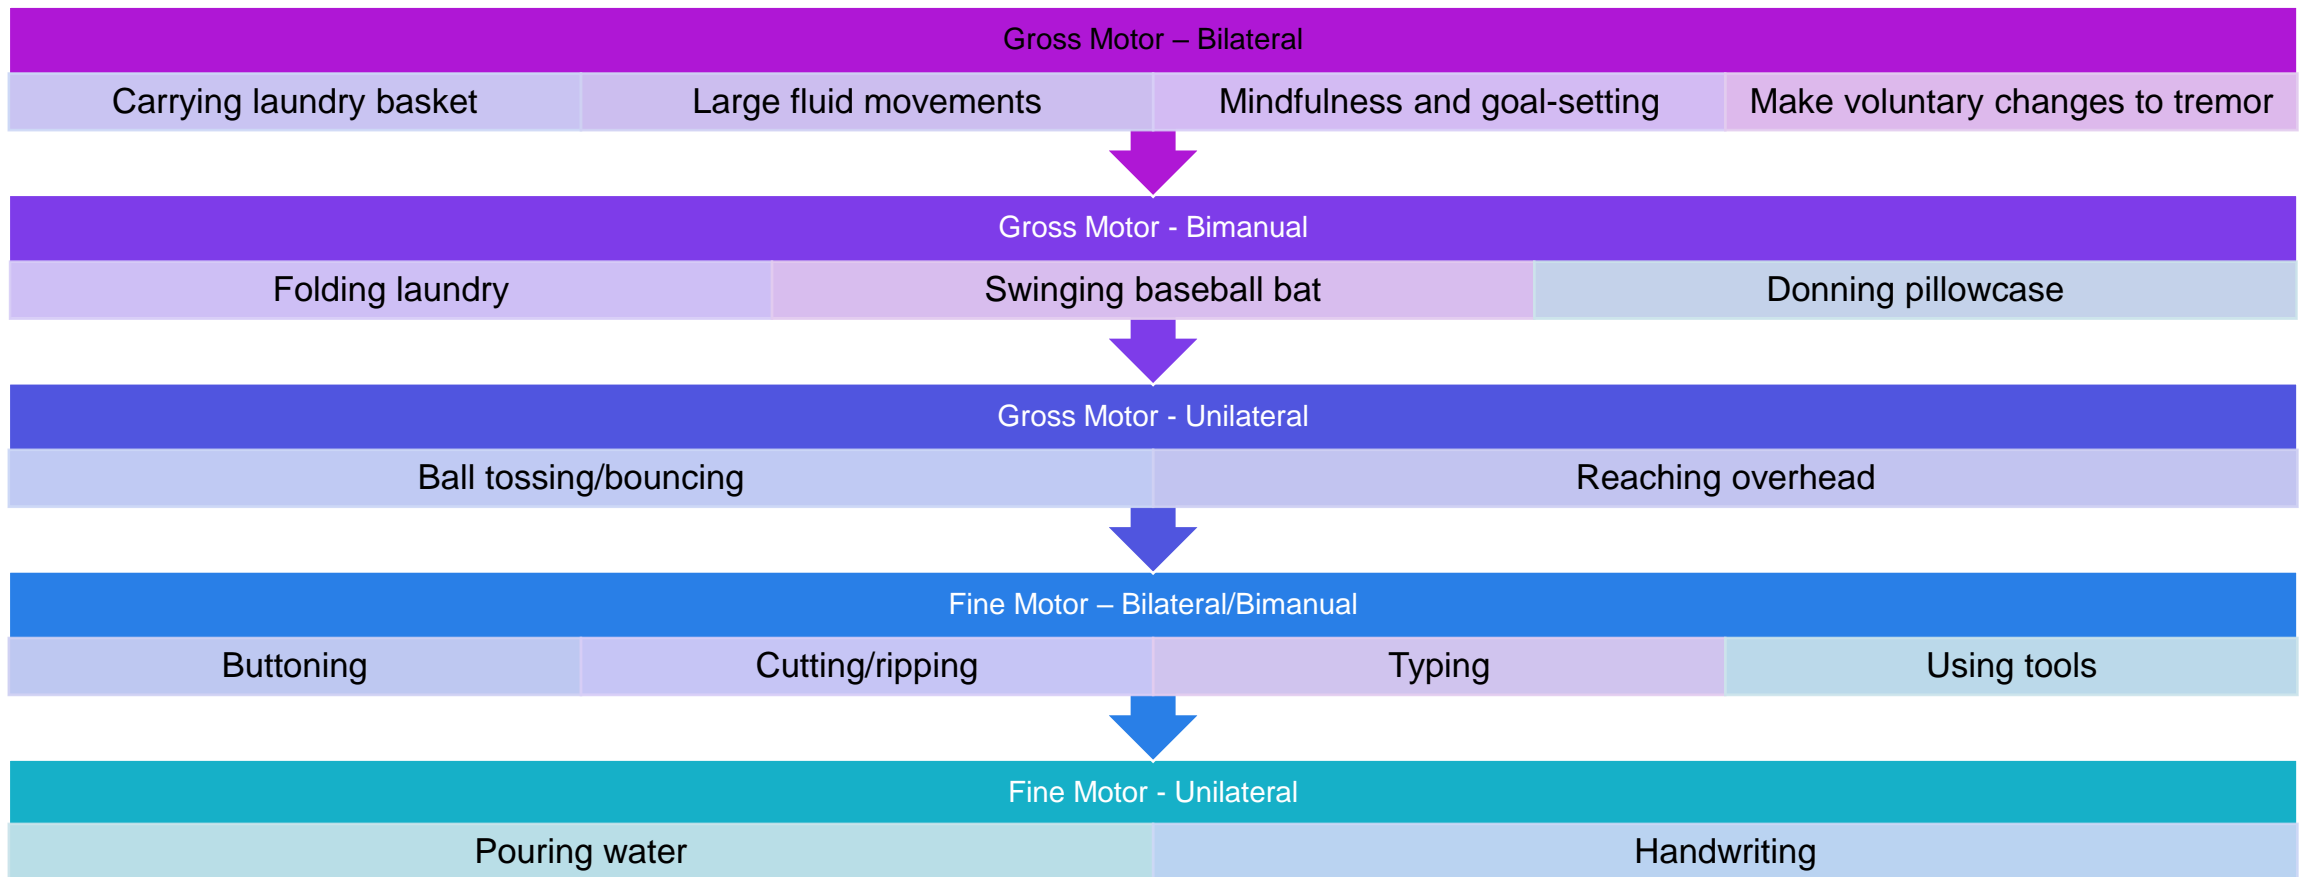 Gross Motor – Bilateral
Carrying laundry basket
Large fluid movements
Mindfulness and goal-setting
Make voluntary changes to tremor
Gross Motor - Bimanual
Folding laundry
Swinging baseball bat
Donning pillowcase
Gross Motor - Unilateral
Ball tossing/bouncing
Reaching overhead
Fine Motor – Bilateral/Bimanual
Buttoning
Cutting/ripping
Typing
Using tools
Fine Motor - Unilateral
Pouring water
Handwriting